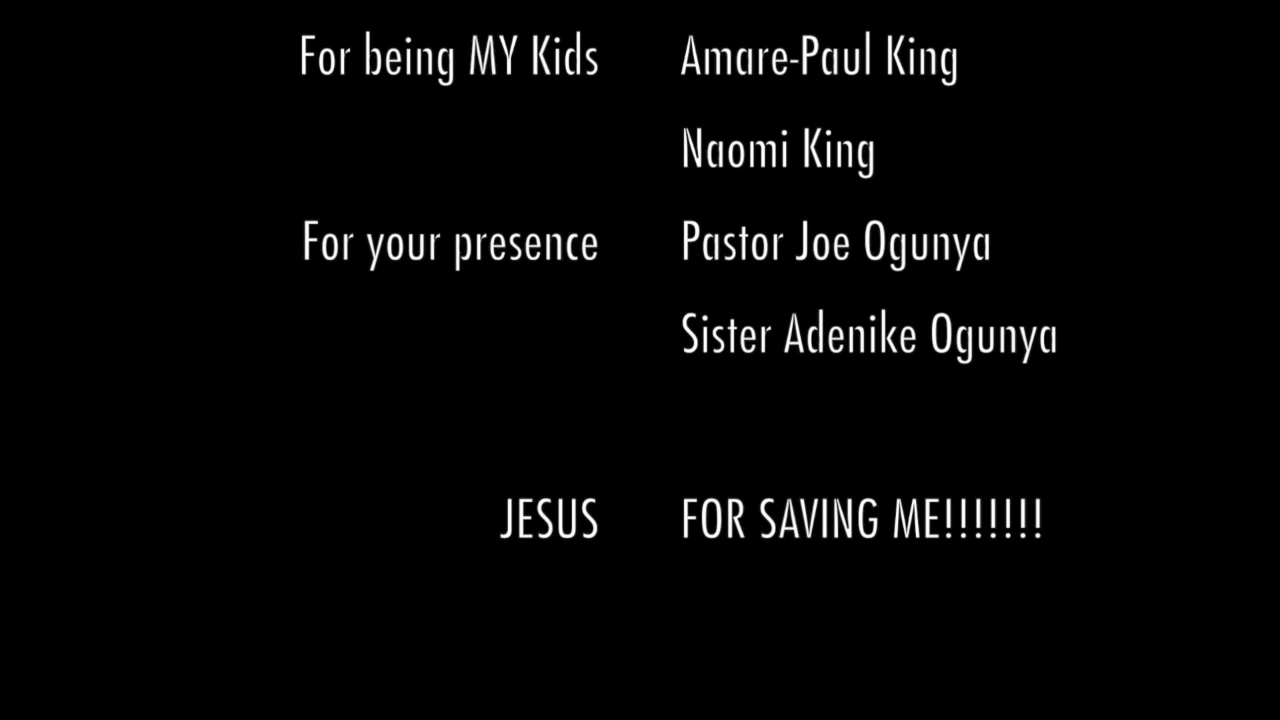 For being MY Kids Amare-Paul King
Naomi King
For your presence Pastor Joe Ogunya
Sister Adenike Ogunya
JESUS FOR SAVING ME!!!!!!!